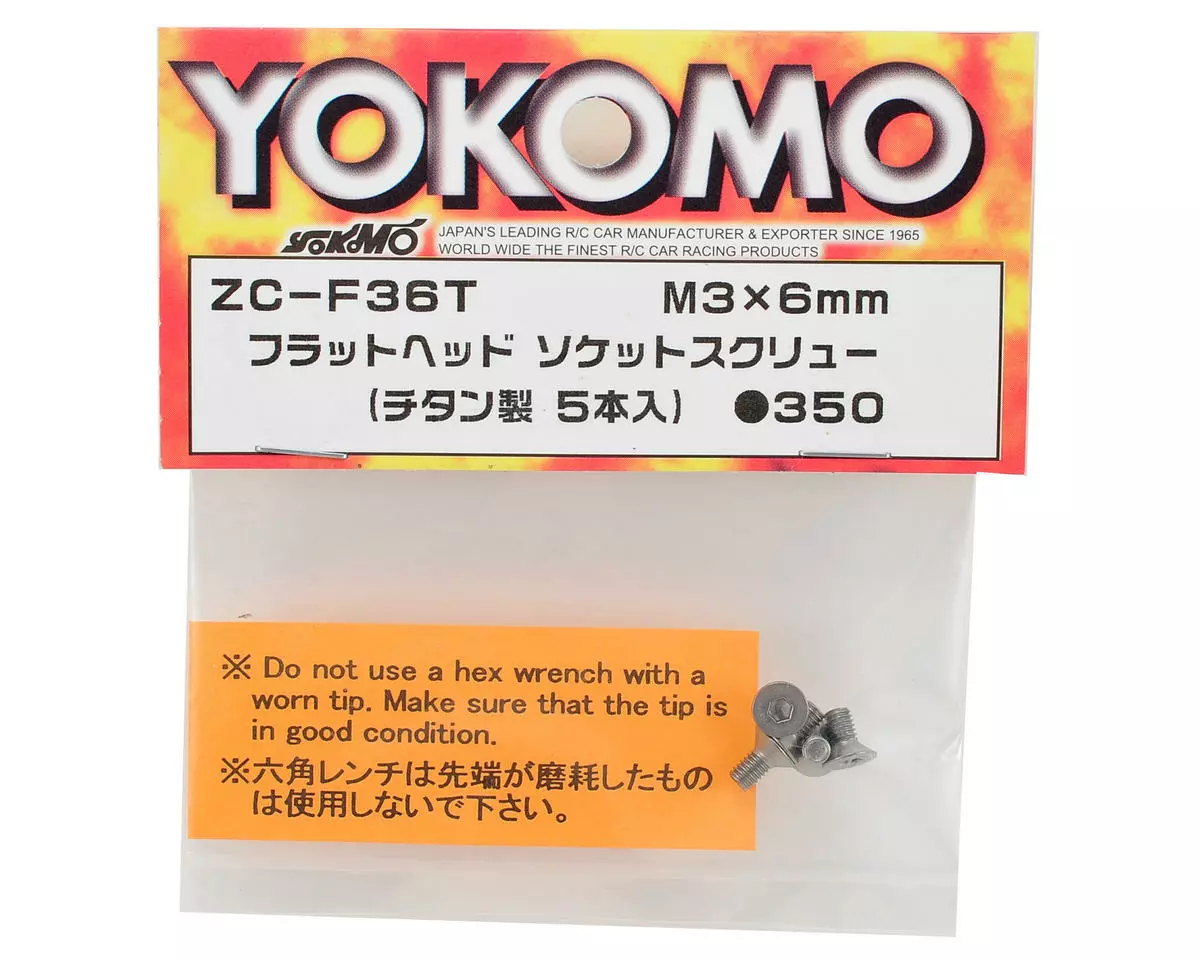 YOKOMO
YOKOMO
JAPAN'S LEADING R/C CAR MANUFACTURER & EXPORTER SINCE 1965
WORLD WIDE THE FINEST R/C CAR RACING PRODUCTS
ZC-F36T M3×6mm
フラットヘッド ソケットスクリュー
(チタン製 5本入) ●350
※ Do not use a hex wrench with a
worn tip. Make sure that the tip is
in good condition.
※六角レンチは先端が磨耗したもの
は使用しないで下さい。